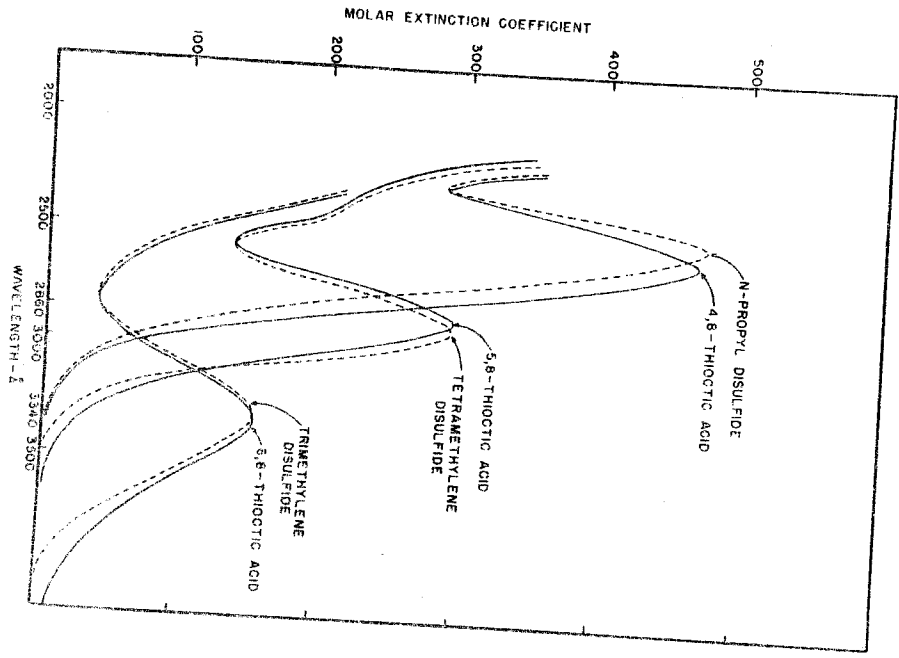 MOLAR EXTINCTION COEFFICIENT
500
400
300
200
100
N-PROPYL DISULFIDE
4,8-THIOCTIC ACID
5,8-THIOCTIC ACID
TETRAMETHYLENE
DISULFIDE
TRIMETHYLENE
DISULFIDE
6,8-THIOCTIC ACID
2000 2500 2860 3000 3340 3500
WAVELENGTH-Å